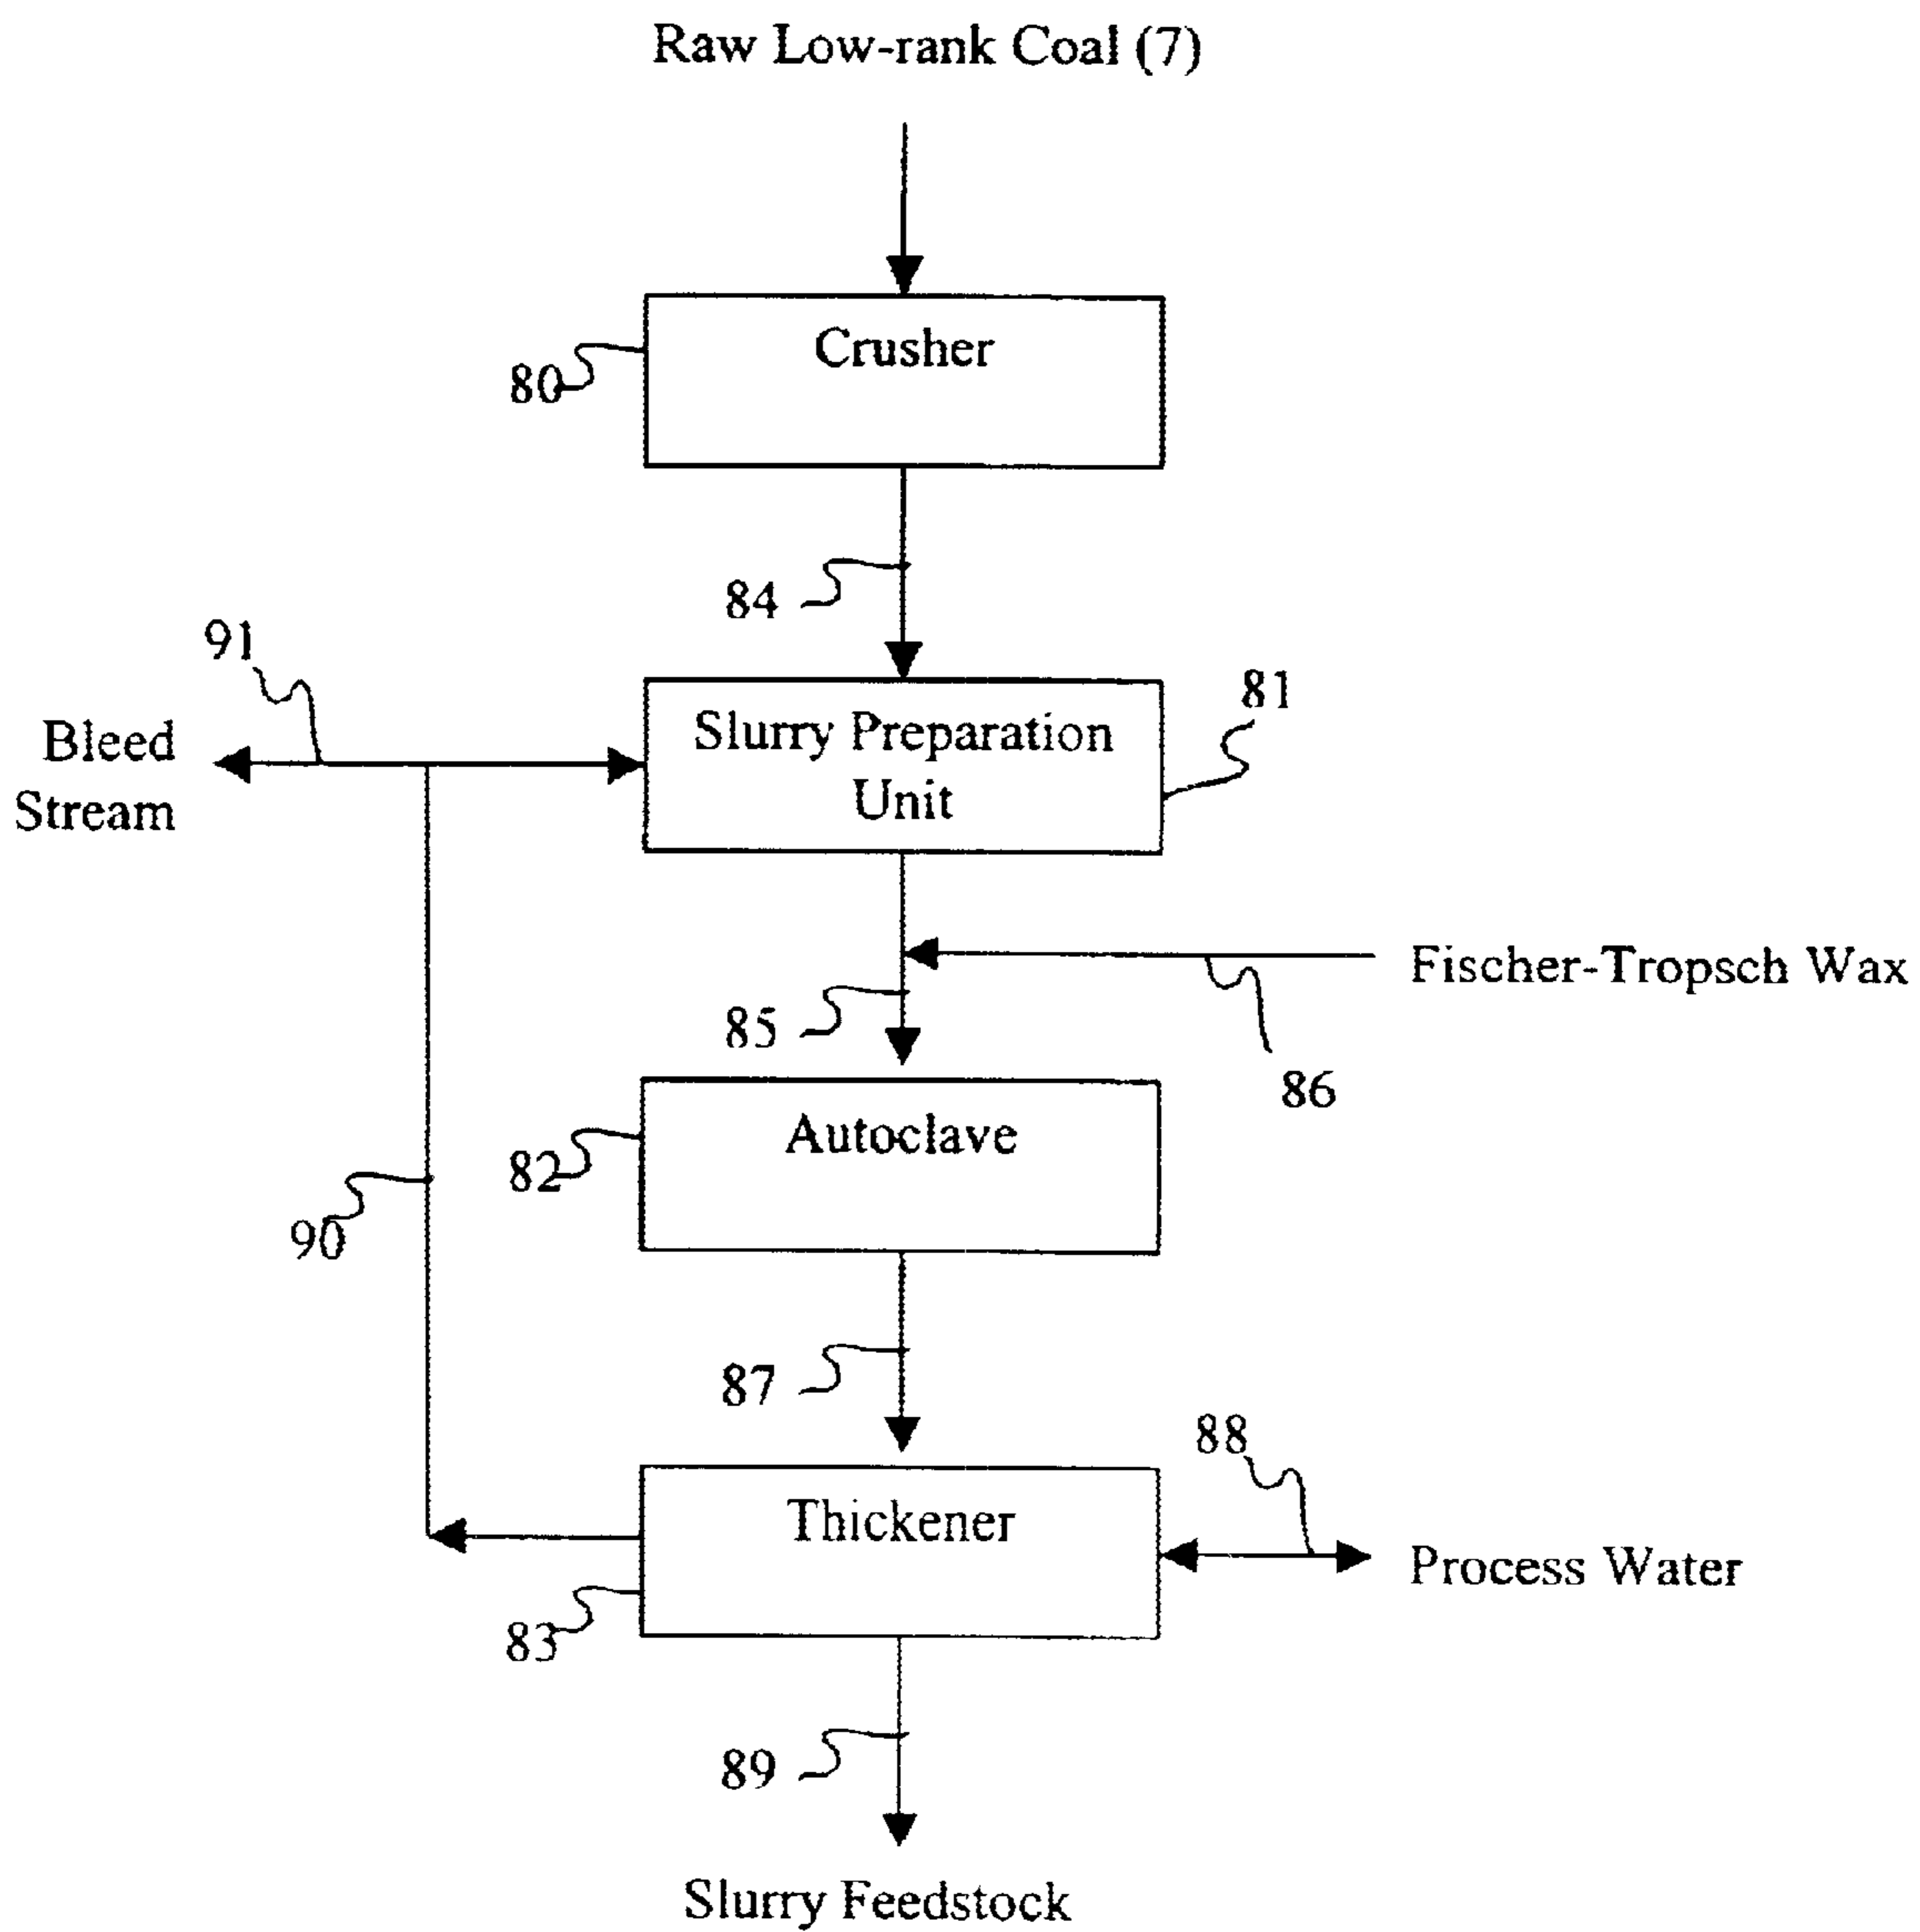 Raw Low-rank Coal (7)
Crusher
80
84
91
81
Bleed
Stream
Slurry Preparation
Unit
Fischer-Tropsch Wax
85
86
Autoclave
82
90
87
88
Thickener
Process Water
83
89
Slurry Feedstock